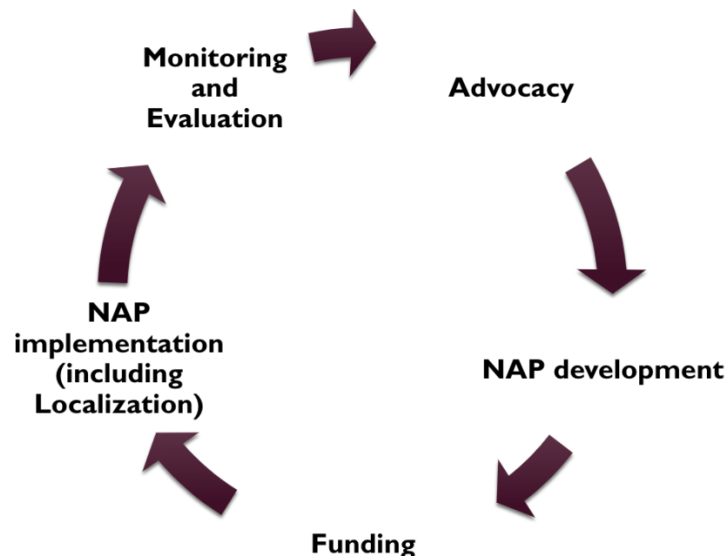 Monitoring
and
Evaluation
Advocacy
NAP development
Funding
NAP
implementation
(including
Localization)